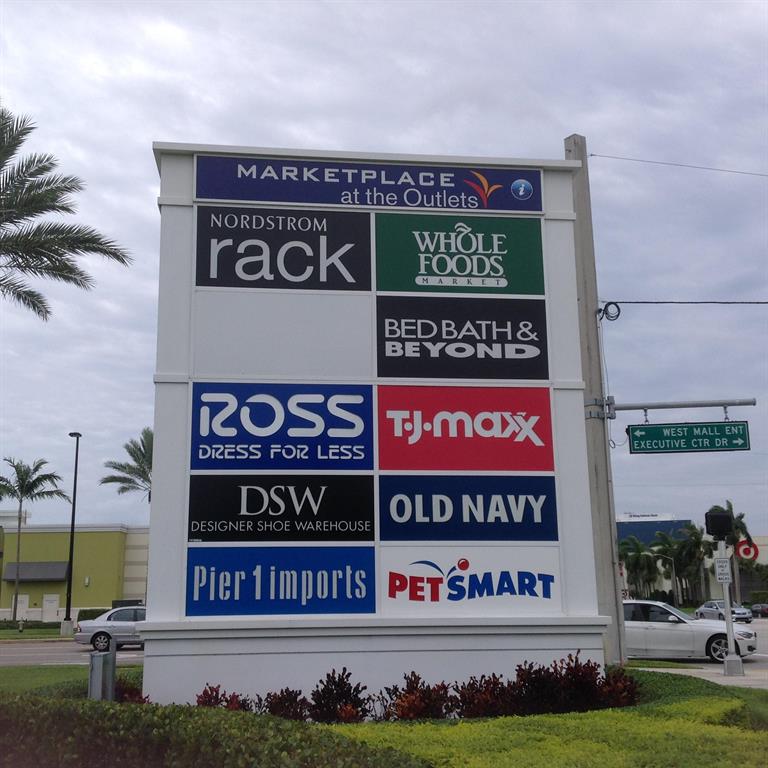 MARKETPLACE
at the Outlets
i
NORDSTROM
rack
WHOLE
FOODS
MARKET
BED BATH &
BEYOND
ROSS
DRESS FOR LESS
T·J·maxx
DSW
DESIGNER SHOE WAREHOUSE
OLD NAVY
Pier 1 imports
PETSMART
WEST MALL ENT
EXECUTIVE CTR DR